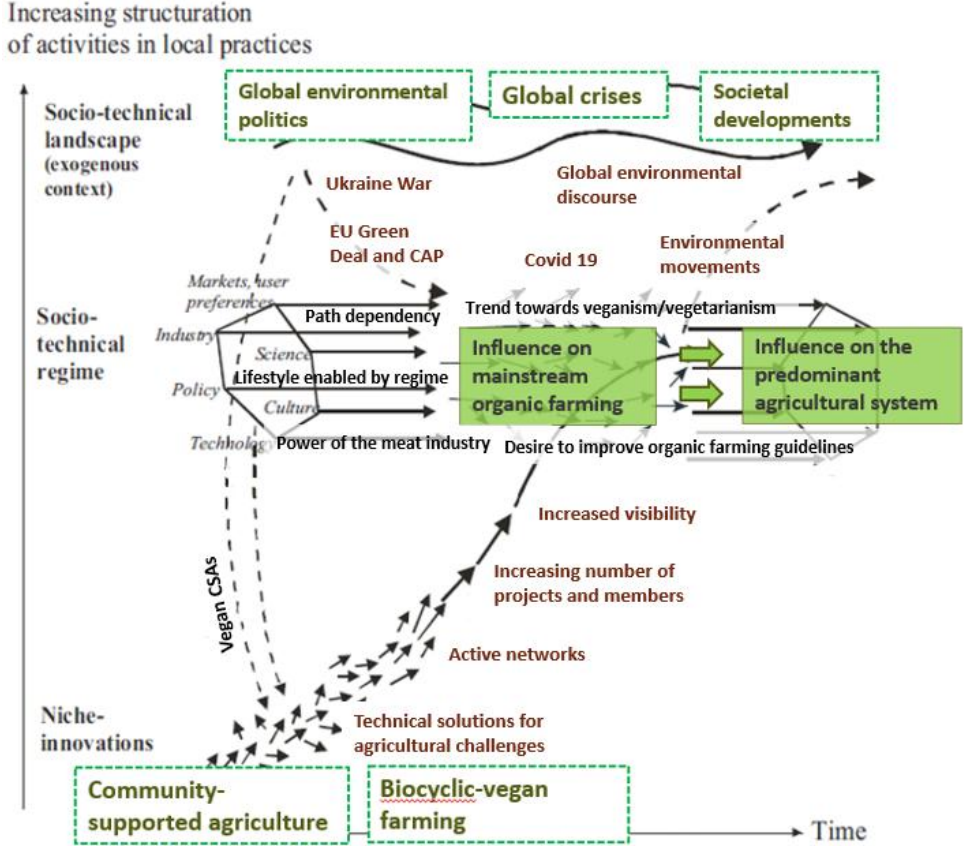 Increasing structuration
of activities in local practices
Socio-technical
landscape
(exogenous
context)
Global environmental
politics
Global crises
Societal
developments
Ukraine War
Global environmental
discourse
EU Green
Deal and CAP
Covid 19
Environmental
movements
Socio-
technical
regime
Markets, user
preferences
Industry
Science
Policy
Culture
Technology
Path dependency
Lifestyle enabled by regime
Power of the meat industry
Trend towards veganism/vegetarianism
Influence on
mainstream
organic farming
Influence on the
predominant
agricultural system
Desire to improve organic farming guidelines
Increased visibility
Increasing number of
projects and members
Vegan CSAs
Active networks
Niche-
innovations
Technical solutions for
agricultural challenges
Community-
supported agriculture
Biocyclic-vegan
farming
Time